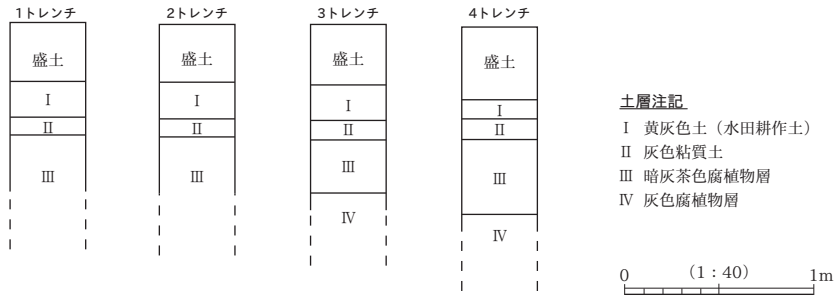 1トレンチ
盛土
Ⅰ
Ⅱ
Ⅲ
2トレンチ
盛土
Ⅰ
Ⅱ
Ⅲ
3トレンチ
盛土
Ⅰ
Ⅱ
Ⅲ
Ⅳ
4トレンチ
盛土
Ⅰ
Ⅱ
Ⅲ
Ⅳ
土層注記
Ⅰ 黄灰色土(水田耕作土)
Ⅱ 灰色粘質土
Ⅲ 暗灰茶色腐植物層
Ⅳ 灰色腐植物層
0 (1:40) 1m